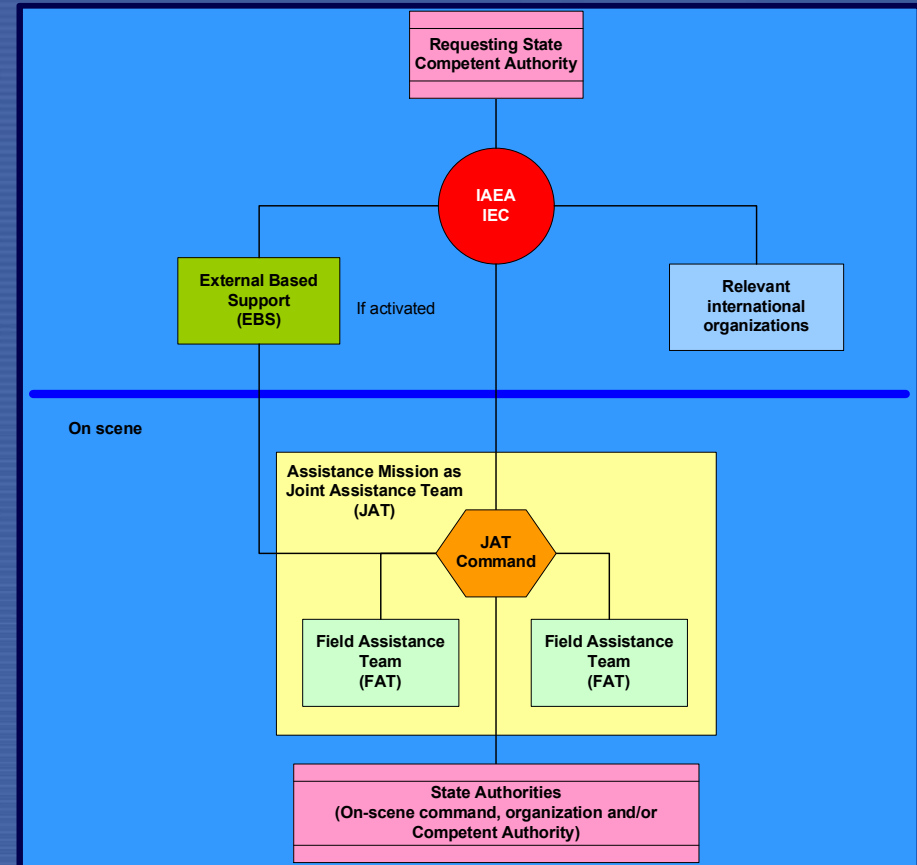 Requesting State
Competent Authority
IAEA
IEC
External Based
Support
(EBS)
If activated
Relevant
international
organizations
On scene
Assistance Mission as
Joint Assistance Team
(JAT)
JAT
Command
Field Assistance
Team
(FAT)
Field Assistance
Team
(FAT)
State Authorities
(On-scene command, organization and/or
Competent Authority)